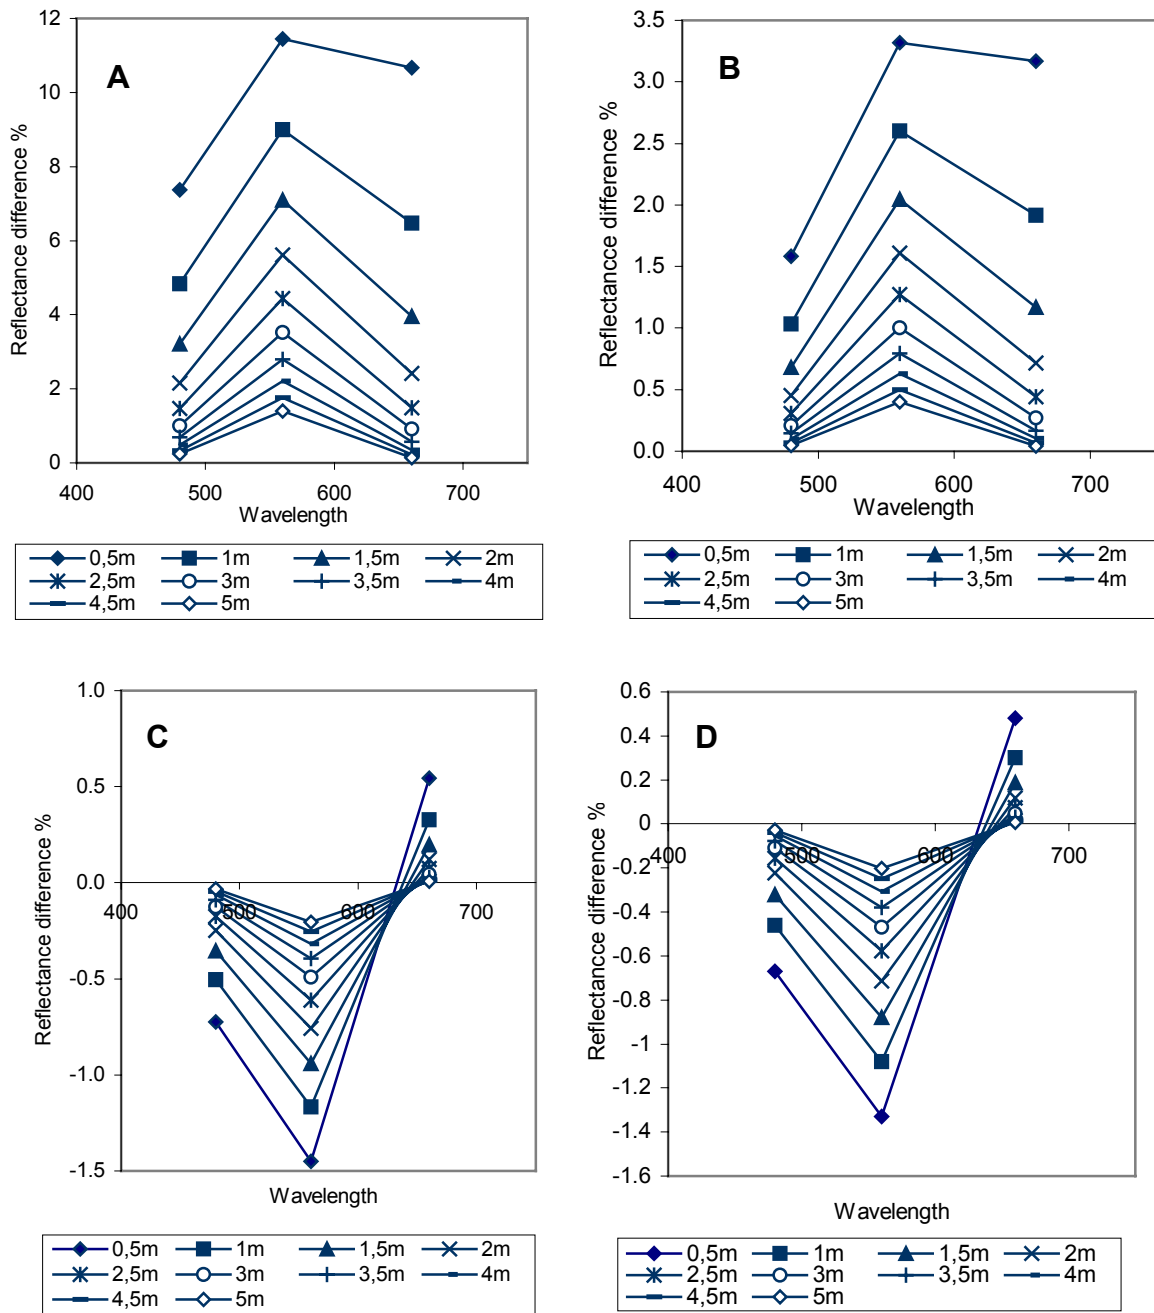 A
Reflectance difference %
12
10
8
6
4
2
0
400 500 600 700
Wavelength
0,5m 1m 1,5m 2m
2,5m 3m 3,5m 4m
4,5m 5m
B
Reflectancce difference %
3.5
3.0
2.5
2.0
1.5
1.0
0.5
0.0
400 500 600 700
Wavelength
0,5m 1m 1,5m 2m
2,5m 3m 3,5m 4m
4,5m 5m
C
Reflectance difference %
1.0
0.5
0.0
-0.5
-1.0
-1.5
400 500 600 700
Wavelength
0,5m 1m 1,5m 2m
2,5m 3m 3,5m 4m
4,5m 5m
D
Reflectancce difference %
0.6
0.4
0.2
0
-0.2
-0.4
-0.6
-0.8
-1
-1.2
-1.4
-1.6
400 500 600 700
Wavelength
0,5m 1m 1,5m 2m
2,5m 3m 3,5m 4m
4,5m 5m